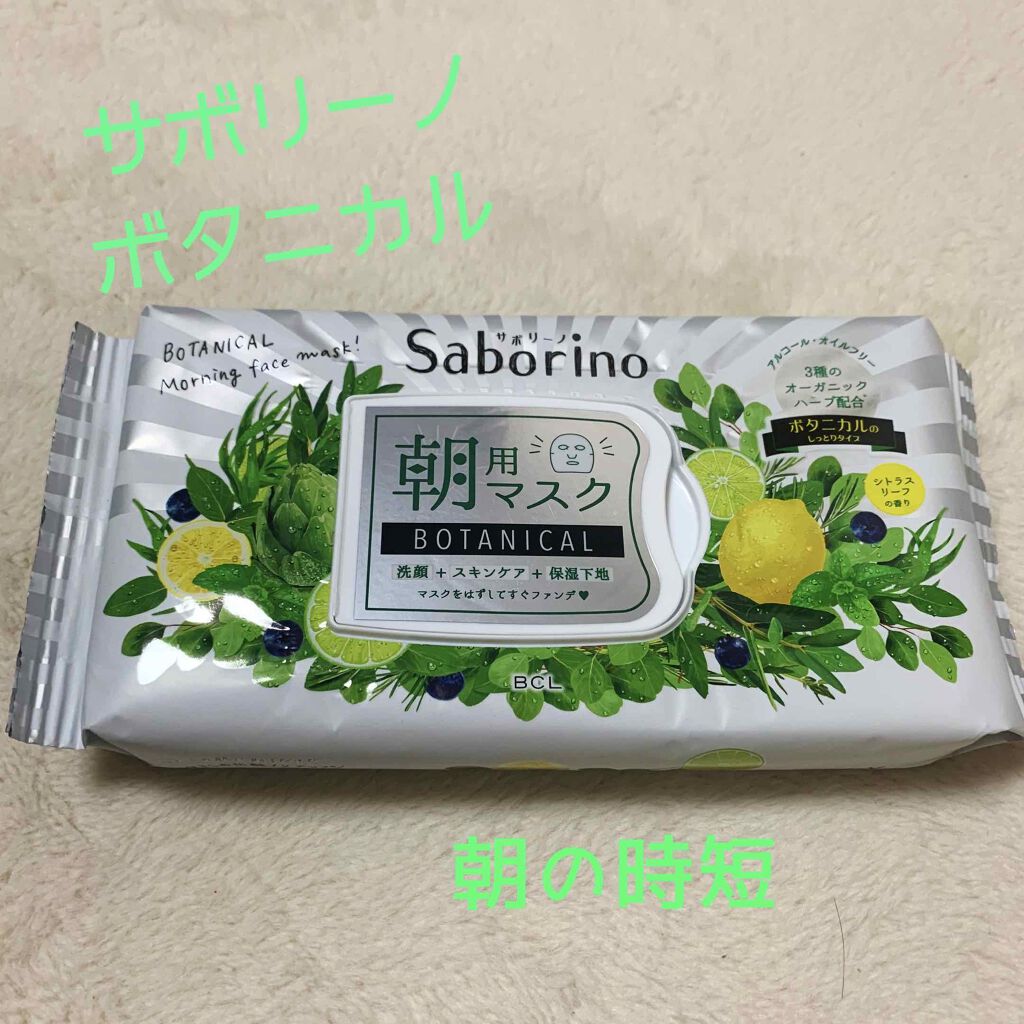 サボリーノ
ボタニカル
BOTANICAL
Morning face mask!
サボリーノ
Saborino
アルコール・オイルフリー
3種の
オーガニック
ハーブ配合
ボタニカルの
しっとりタイプ
シトラス
リーフ
の香り
朝用
マスク
BOTANICAL
洗顔+スキンケア+保湿下地
マスクをはずしてすぐファンデ♥
BCL
朝の時短